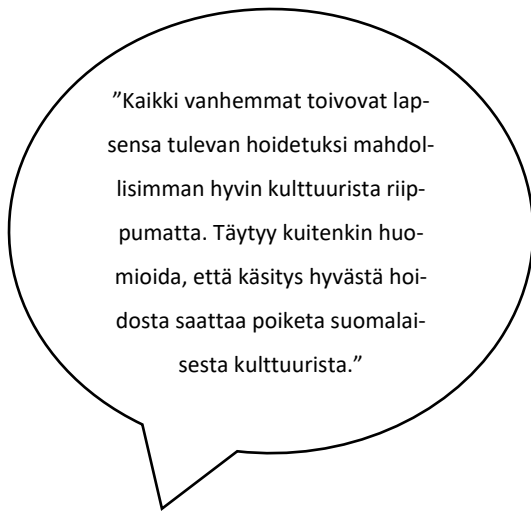 ”Kaikki vanhemmat toivovat lap-
sensa tulevan hoidetuksi mahdol-
lisimman hyvin kulttuurista riip-
pumatta. Täytyy kuitenkin huo-
mioida, että käsitys hyvästä hoi-
dosta saattaa poiketa suomalai-
sesta kulttuurista.”